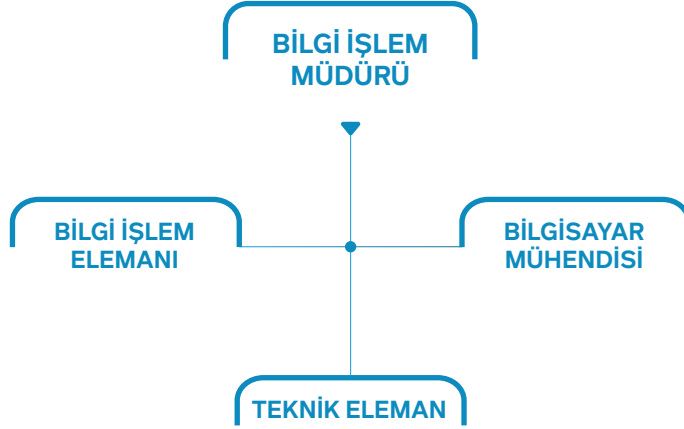 BİLGİ İŞLEM
MÜDÜRÜ
BİLGİ İŞLEM
ELEMANI
BİLGİSAYAR
MÜHENDİSİ
TEKNİK ELEMAN